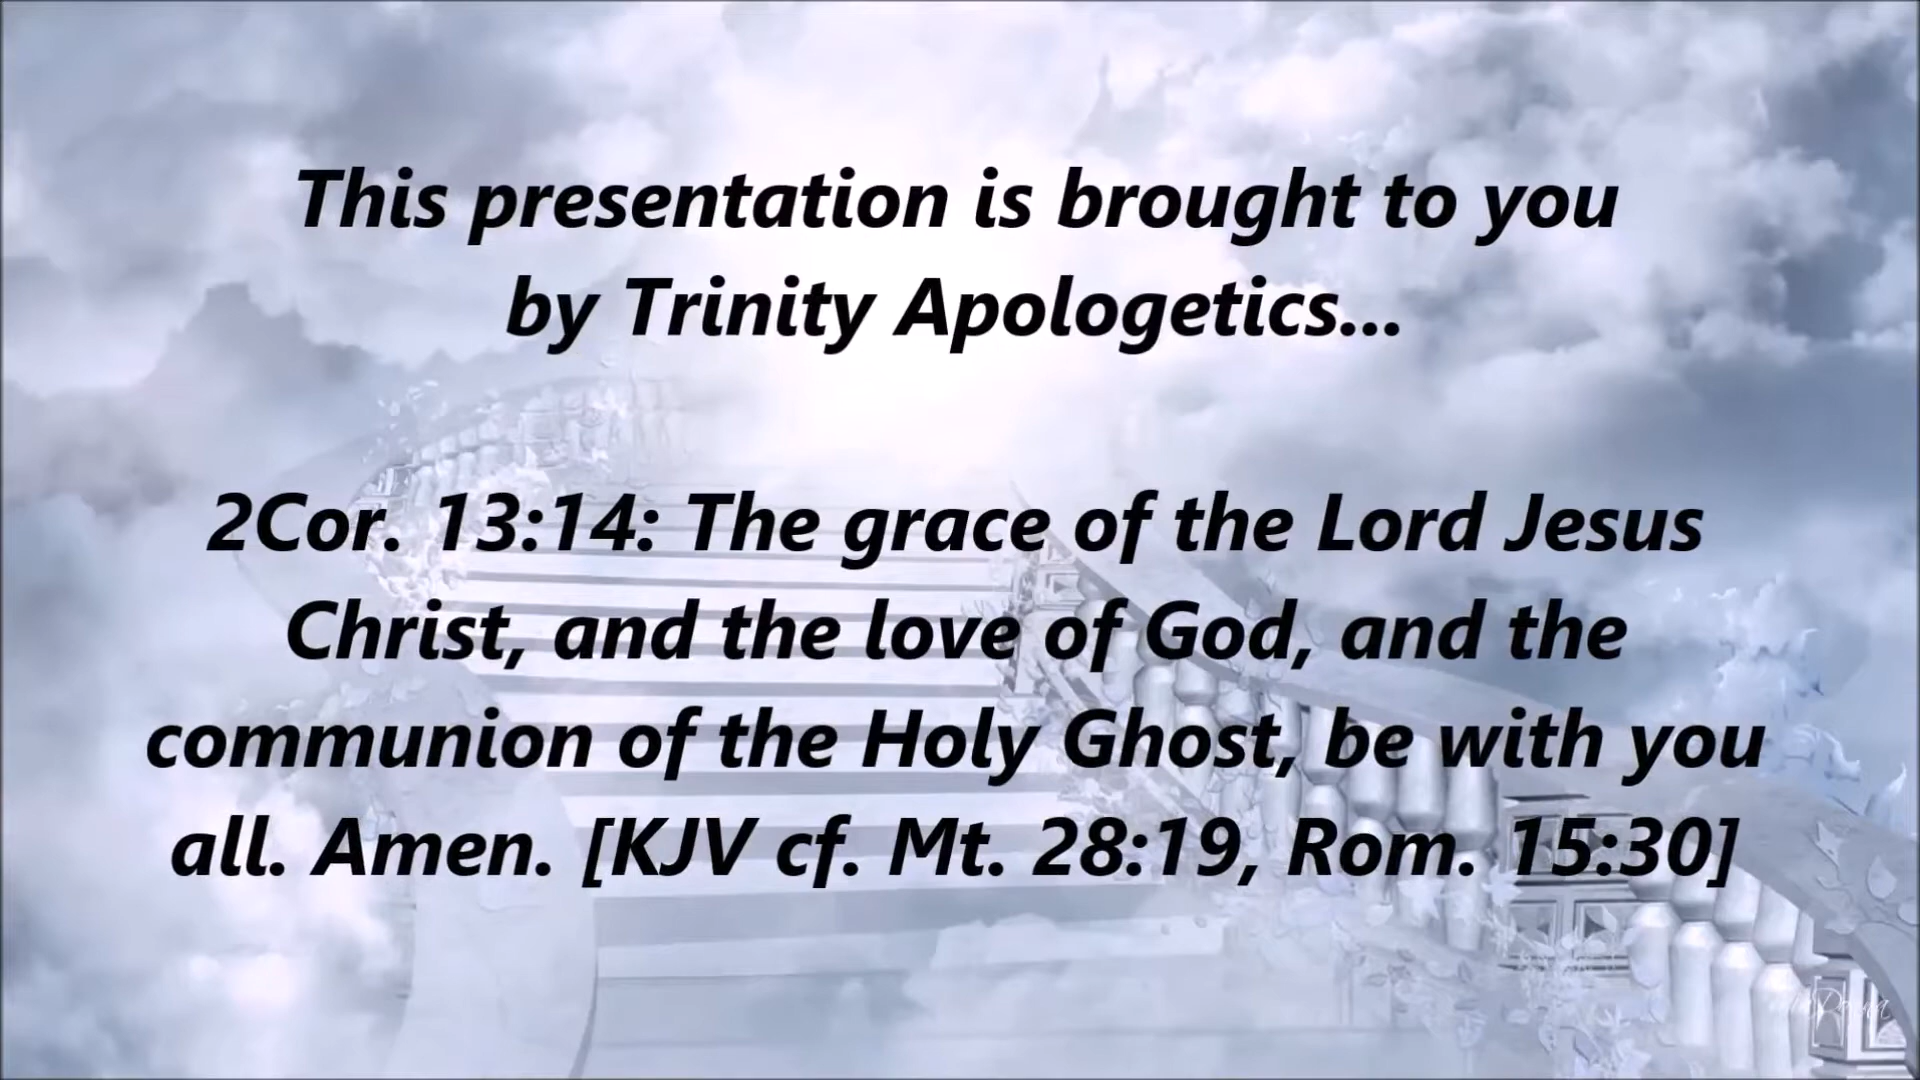 This presentation is brought to you
by Trinity Apologetics...
2Cor. 13:14: The grace of the Lord Jesus
Christ, and the love of God, and the
communion of the Holy Ghost, be with you
all. Amen. [KJV cf. Mt. 28:19, Rom. 15:30]